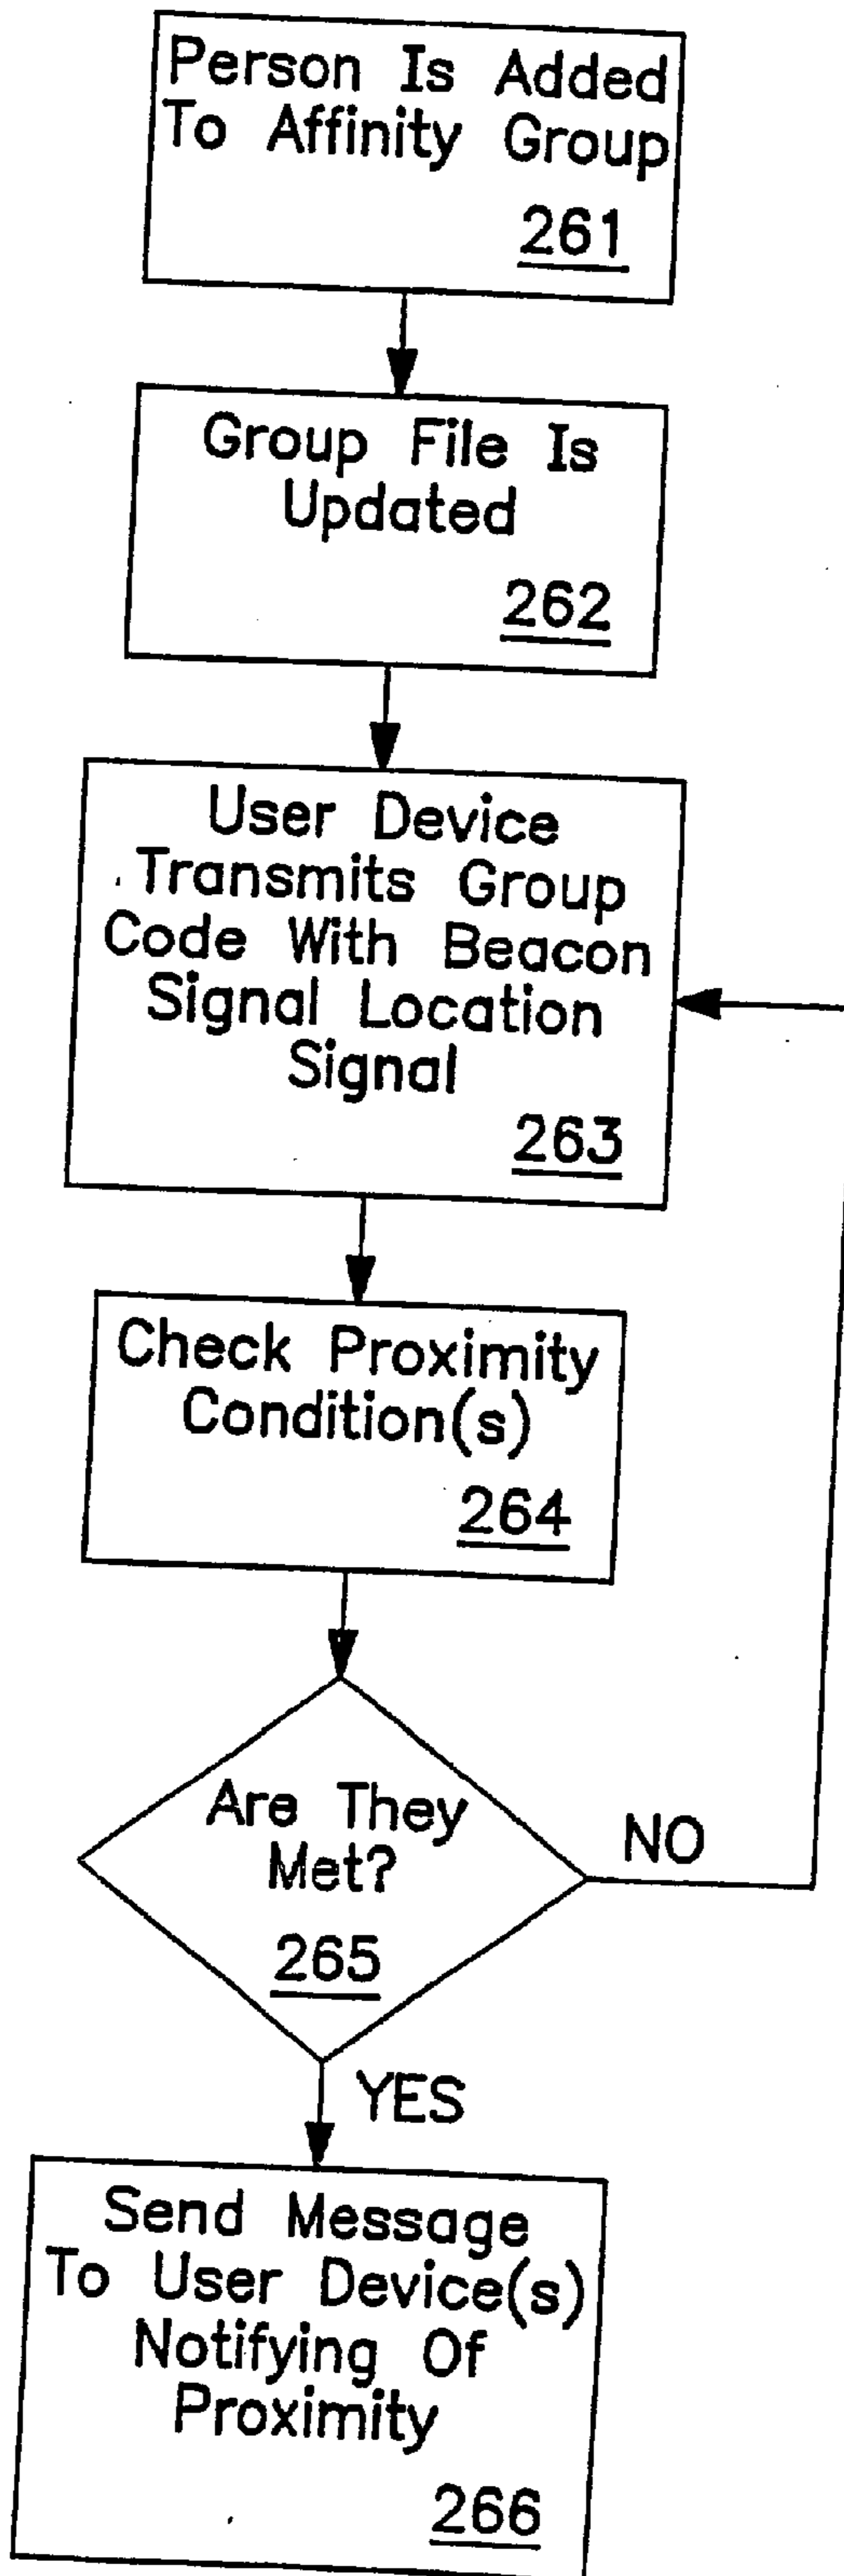 Person Is Added
To Affinity Group
261
Group File Is
Updated
262
User Device
Transmits Group
Code With Beacon
Signal Location
Signal
263
Check Proximity
Condition(s)
264
Are They
Met?
265
NO
YES
Send Message
To User Device(s)
Notifying Of
Proximity
266